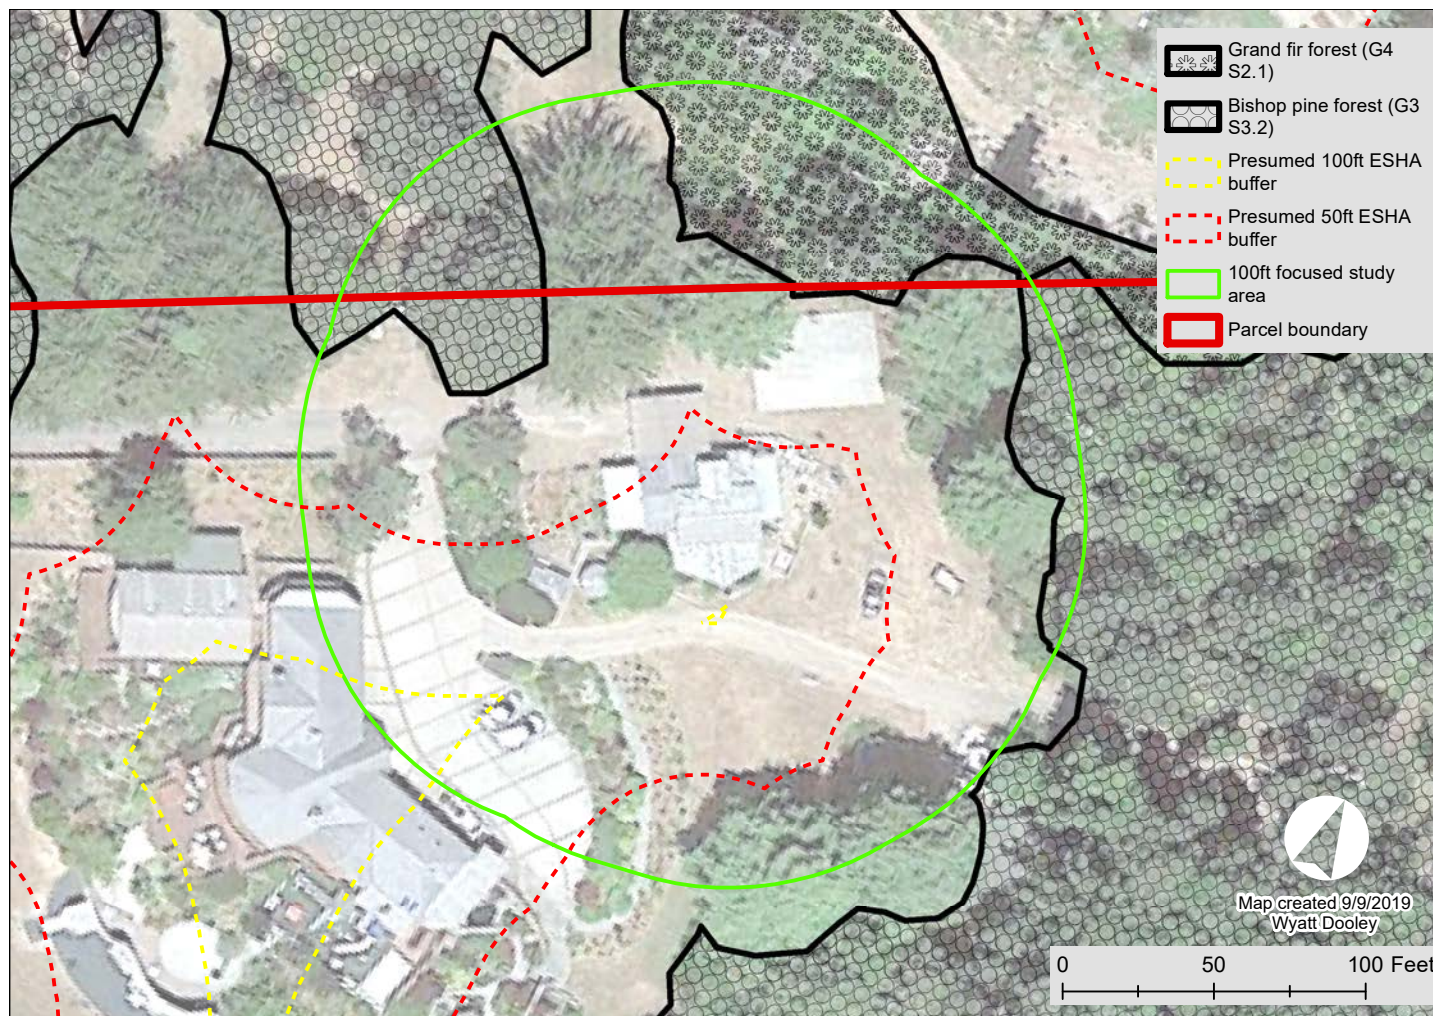 Grand fir forest (G4
S2.1)
Bishop pine forest (G3
S3.2)
Presumed 100ft ESHA
buffer
Presumed 50ft ESHA
buffer
100ft focused study
area
Parcel boundary
Map created 9/9/2019
Wyatt Dooley
0 50 100 Feet